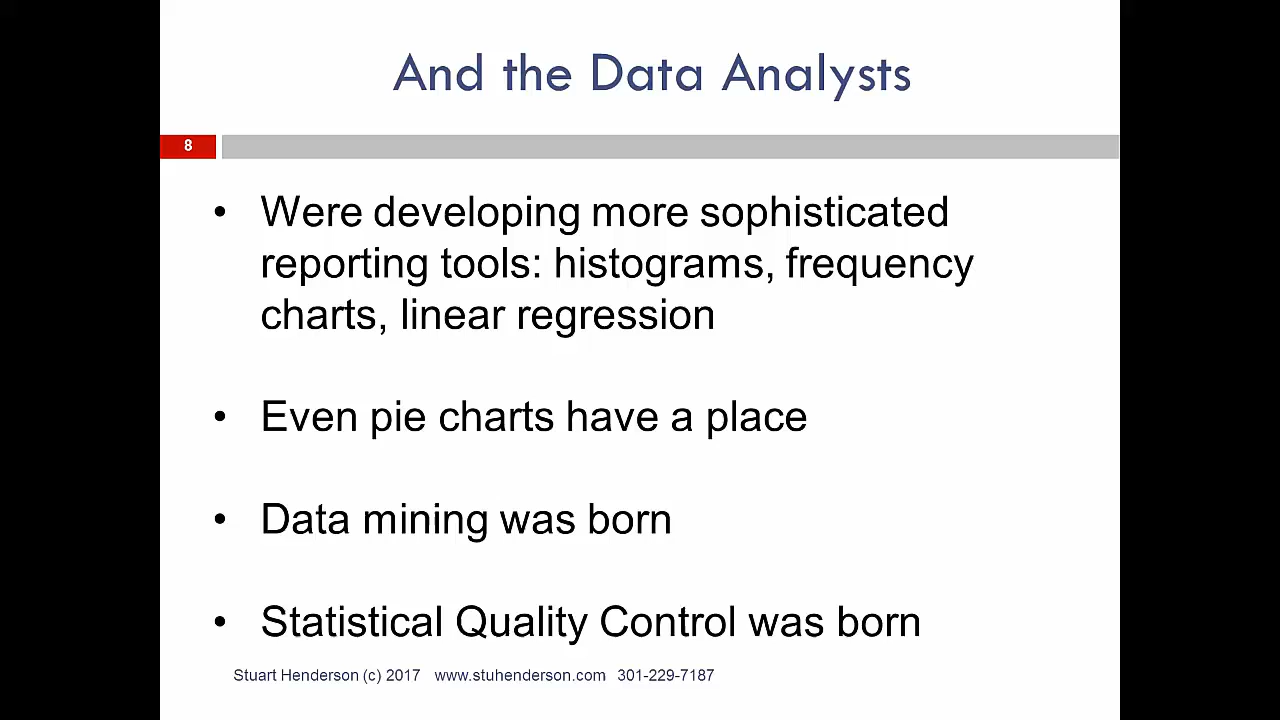 And the Data Analysts
8
• Were developing more sophisticated
reporting tools: histograms, frequency
charts, linear regression
• Even pie charts have a place
• Data mining was born
• Statistical Quality Control was born
Stuart Henderson (c) 2017 www.stuhenderson.com 301-229-7187